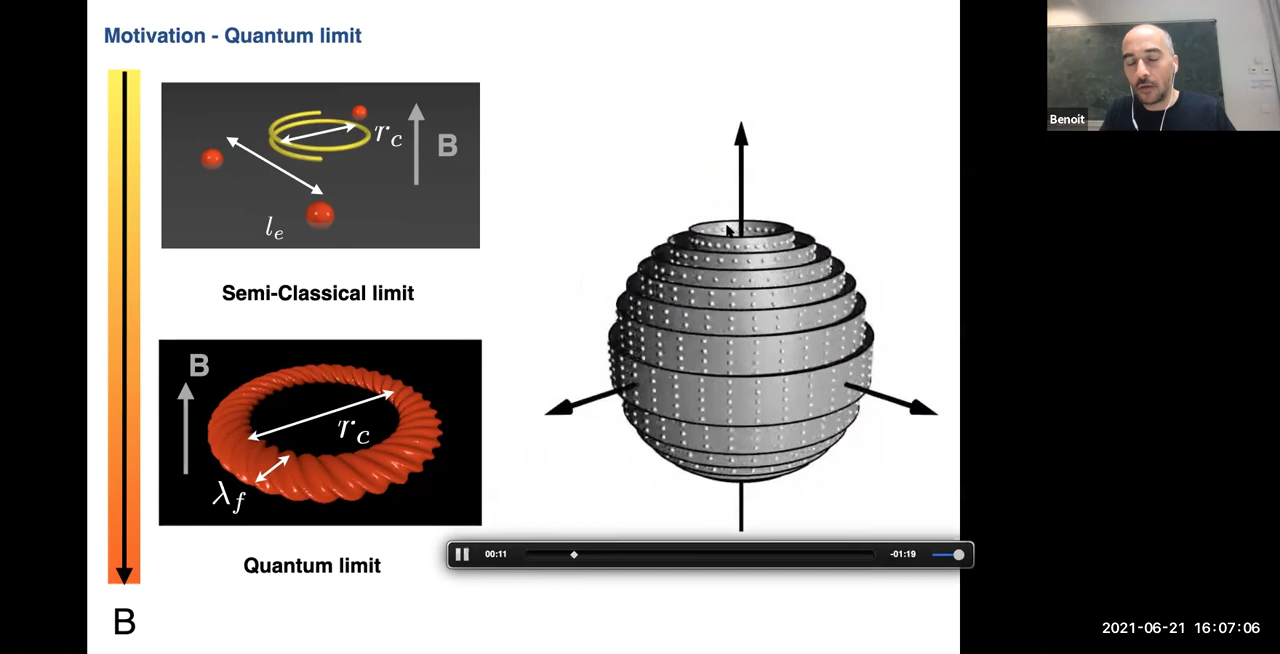 Motivation - Quantum limit
r_c
B
l_e
Semi-Classical limit
B
r_c
λ_f
Quantum limit
B
00:11
-01:19
Benoit
2021-06-21 16:07:06